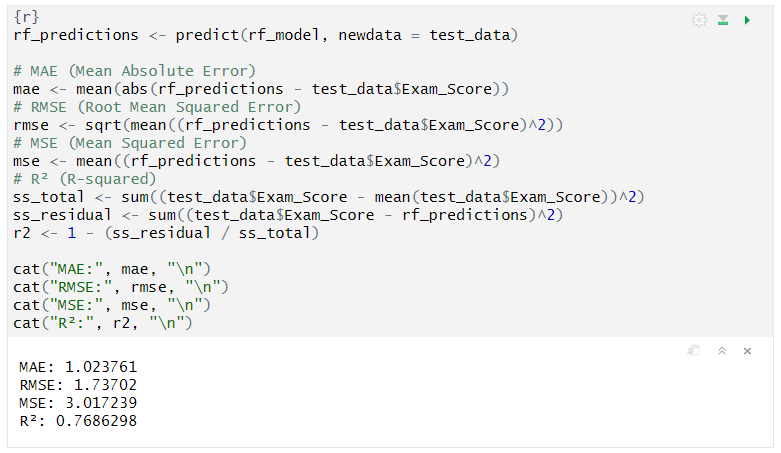 {r}
rf_predictions <- predict(rf_model, newdata = test_data)
# MAE (Mean Absolute Error)
mae <- mean(abs(rf_predictions - test_data$Exam_Score))
# RMSE (Root Mean Squared Error)
rmse <- sqrt(mean((rf_predictions - test_data$Exam_Score)^2))
# MSE (Mean Squared Error)
mse <- mean((rf_predictions - test_data$Exam_Score)^2)
# R² (R-squared)
ss_total <- sum((test_data$Exam_Score - mean(test_data$Exam_Score))^2)
ss_residual <- sum((test_data$Exam_Score - rf_predictions)^2)
r2 <- 1 - (ss_residual / ss_total)
cat("MAE:", mae, "\n")
cat("RMSE:", rmse, "\n")
cat("MSE:", mse, "\n")
cat("R²:", r2, "\n")
MAE: 1.023761
RMSE: 1.73702
MSE: 3.017239
R²: 0.7686298